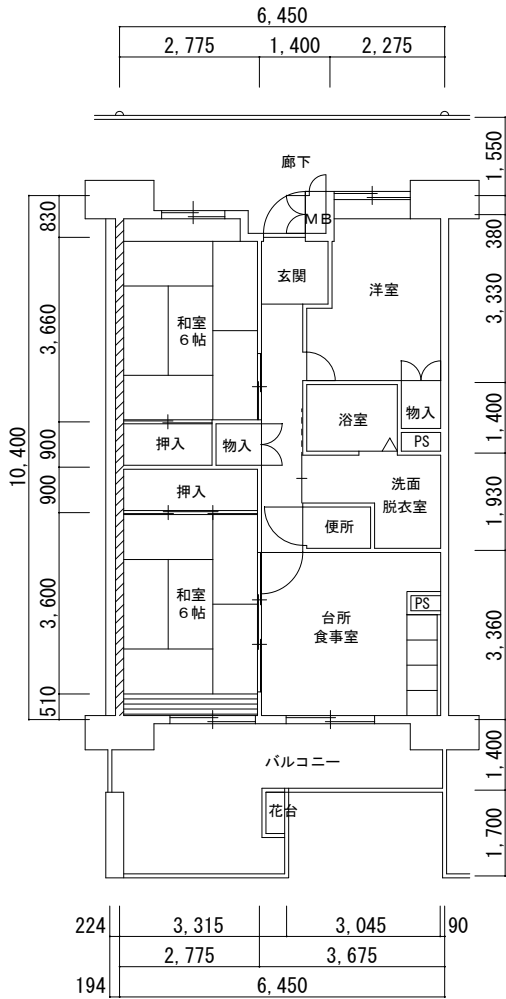 6,450
2,775
1,400
2,275
1,550
廊下
830
380
MB
玄関
洋室
3,330
3,660
和室
6帖
10,400
浴室
物入
1,400
900
押入
物入
PS
900
押入
洗面
脱衣室
1,930
便所
3,600
和室
6帖
PS
台所
食事室
3,360
510
バルコニー
1,400
花台
1,700
224
3,315
3,045
90
2,775
3,675
194
6,450